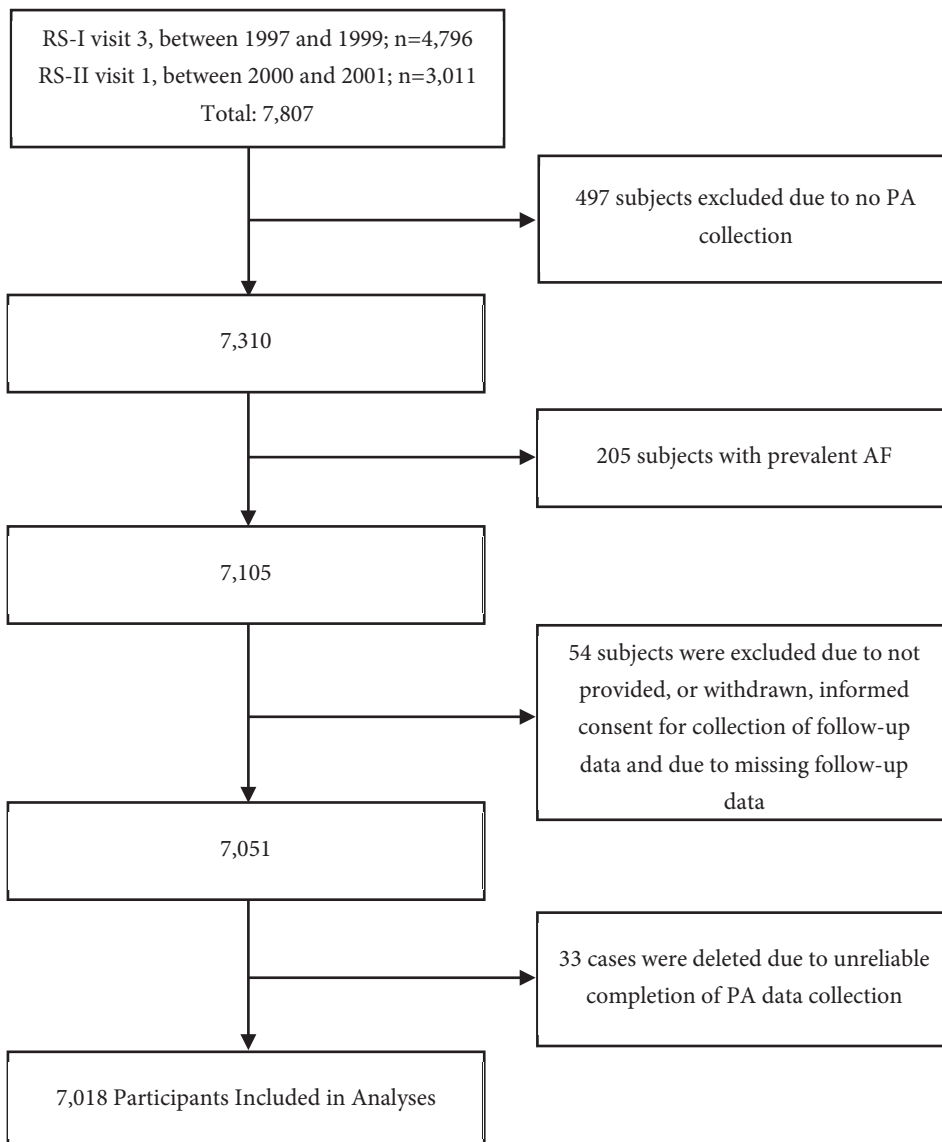 RS-I visit 3, between 1997 and 1999; n=4,796
RS-II visit 1, between 2000 and 2001; n=3,011
Total: 7,807
497 subjects excluded due to no PA
collection
7,310
205 subjects with prevalent AF
7,105
54 subjects were excluded due to not
provided, or withdrawn, informed
consent for collection of follow-up
data and due to missing follow-up
data
7,051
33 cases were deleted due to unreliable
completion of PA data collection
7,018 Participants Included in Analyses